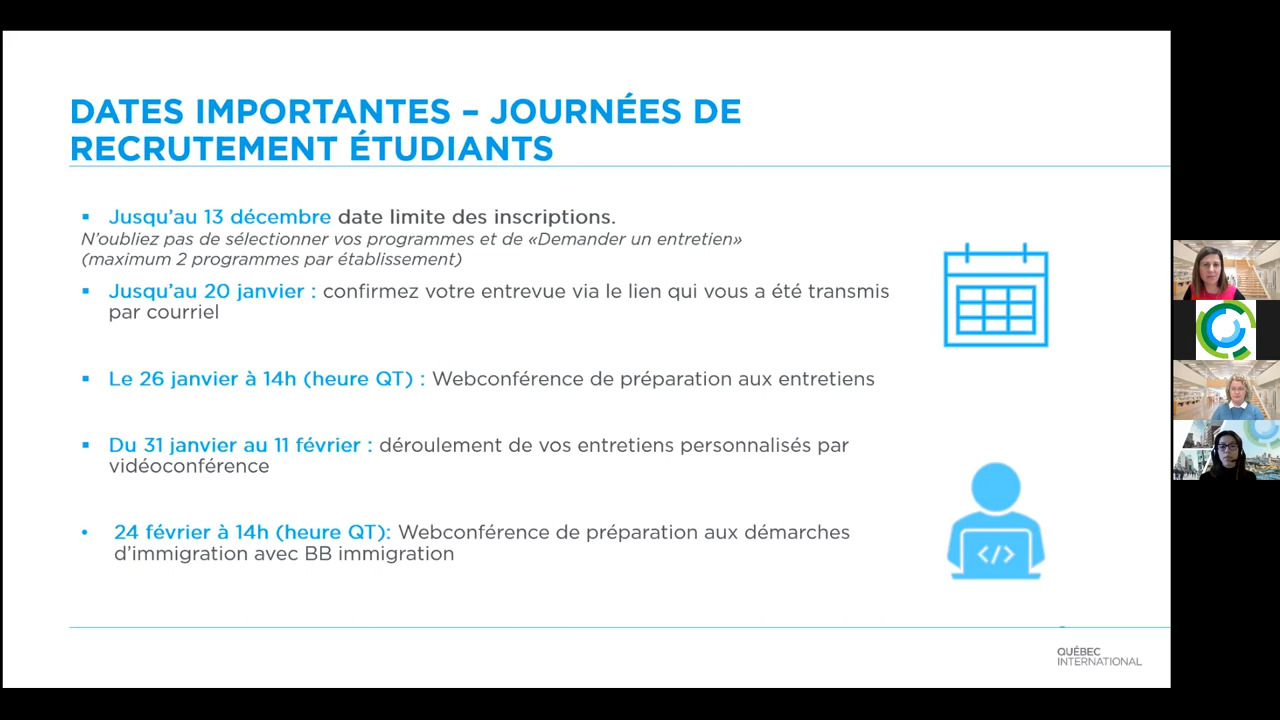 DATES IMPORTANTES – JOURNÉES DE
RECRUTEMENT ÉTUDIANTS
▪ Jusqu'au 13 décembre date limite des inscriptions.
N'oubliez pas de sélectionner vos programmes et de «Demander un entretien»
(maximum 2 programmes par établissement)
▪ Jusqu'au 20 janvier : confirmez votre entrevue via le lien qui vous a été transmis
par courriel
▪ Le 26 janvier à 14h (heure QT) : Webconférence de préparation aux entretiens
▪ Du 31 janvier au 11 février : déroulement de vos entretiens personnalisés par
vidéoconférence
• 24 février à 14h (heure QT): Webconférence de préparation aux démarches
d'immigration avec BB immigration
</>
QUÉBEC
INTERNATIONAL